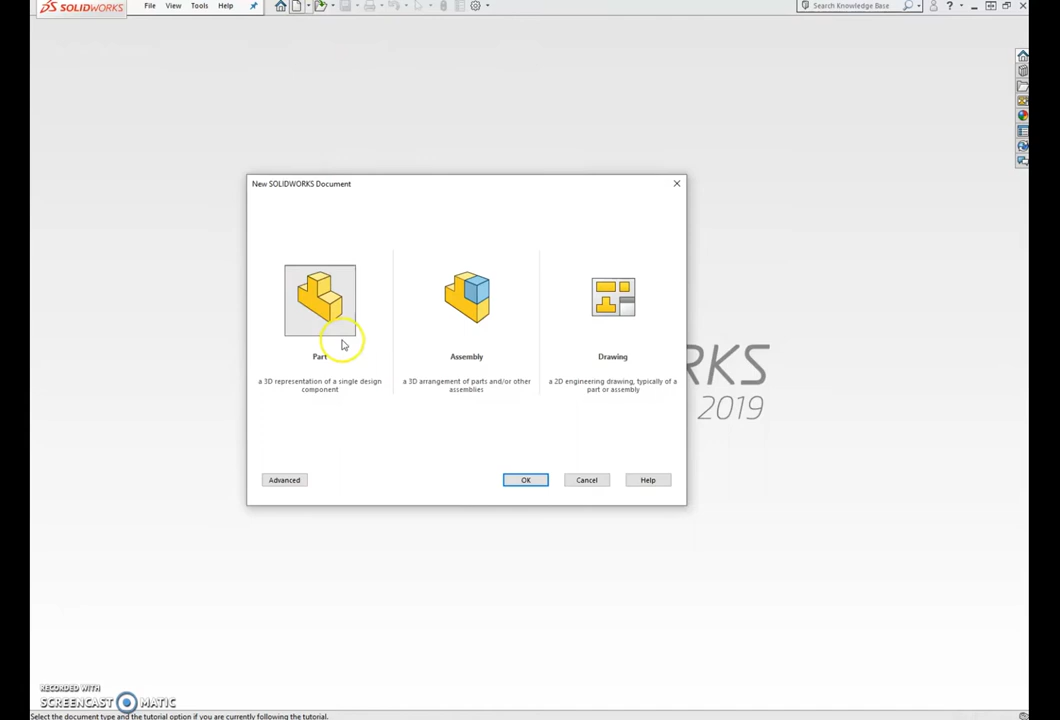 SOLIDWORKS File View Tools Help Search Knowledge Base ?
New SOLIDWORKS Document
Part Assembly Drawing
a 3D representation of a single design component
a 3D arrangement of parts and/or other assemblies
a 2D engineering drawing, typically of a part or assembly
RKS
2019
Advanced OK Cancel Help
RECORDED WITH
SCREENCAST MATIC
Select the document type and the tutorial option if you are currently following the tutorial.